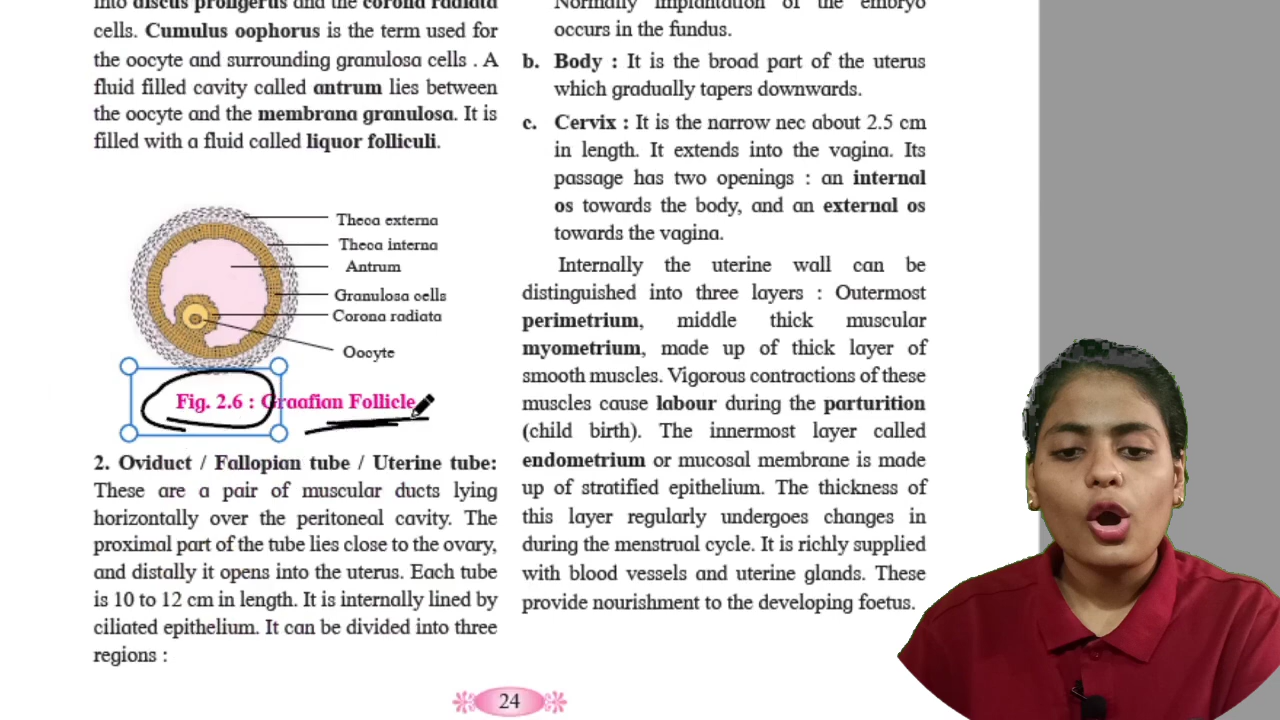 into discus proligerus and the corona radiata
cells. Cumulus oophorus is the term used for
the oocyte and surrounding granulosa cells . A
fluid filled cavity called antrum lies between
the oocyte and the membrana granulosa. It is
filled with a fluid called liquor folliculi.
Theca externa
Theca interna
Antrum
Granulosa cells
Corona radiata
Oocyte
Fig. 2.6 : Graafian Follicle
2. Oviduct / Fallopian tube / Uterine tube:
These are a pair of muscular ducts lying
horizontally over the peritoneal cavity. The
proximal part of the tube lies close to the ovary,
and distally it opens into the uterus. Each tube
is 10 to 12 cm in length. It is internally lined by
ciliated epithelium. It can be divided into three
regions :
Normally implantation of the embryo
occurs in the fundus.
b. Body : It is the broad part of the uterus
which gradually tapers downwards.
c. Cervix : It is the narrow nec about 2.5 cm
in length. It extends into the vagina. Its
passage has two openings : an internal
os towards the body, and an external os
towards the vagina.
Internally the uterine wall can be
distinguished into three layers : Outermost
perimetrium, middle thick muscular
myometrium, made up of thick layer of
smooth muscles. Vigorous contractions of these
muscles cause labour during the parturition
(child birth). The innermost layer called
endometrium or mucosal membrane is made
up of stratified epithelium. The thickness of
this layer regularly undergoes changes in
during the menstrual cycle. It is richly supplied
with blood vessels and uterine glands. These
provide nourishment to the developing foetus.
24